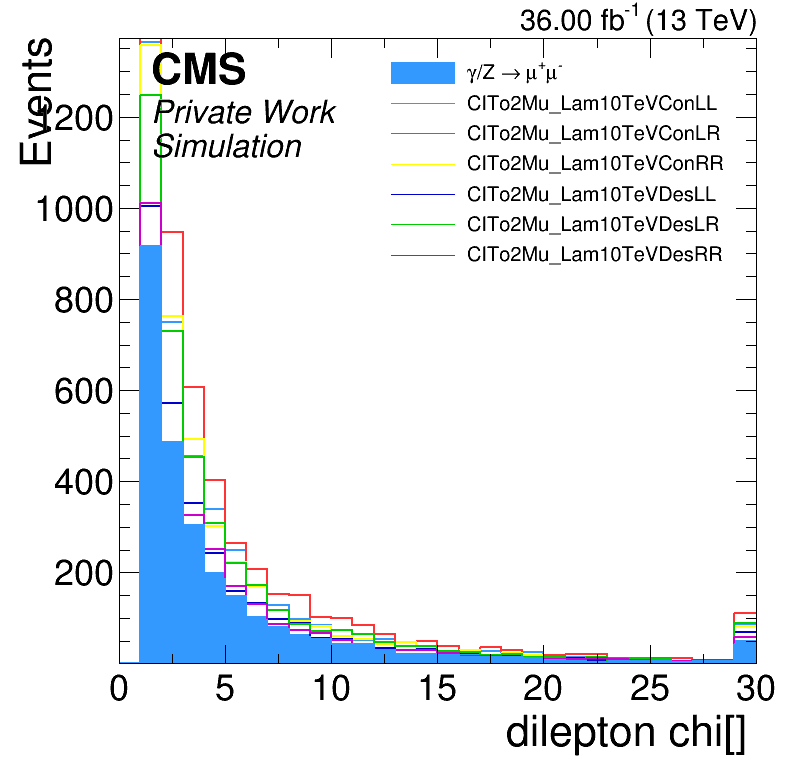 36.00 fb-1 (13 TeV)
Events
CMS
Private Work
Simulation
γ/Z → μ+μ-
CITo2Mu_Lam10TeVConLL
CITo2Mu_Lam10TeVConLR
CITo2Mu_Lam10TeVConRR
CITo2Mu_Lam10TeVDesLL
CITo2Mu_Lam10TeVDesLR
CITo2Mu_Lam10TeVDesRR
1200
1000
800
600
400
200
0 5 10 15 20 25 30
dilepton chi[]